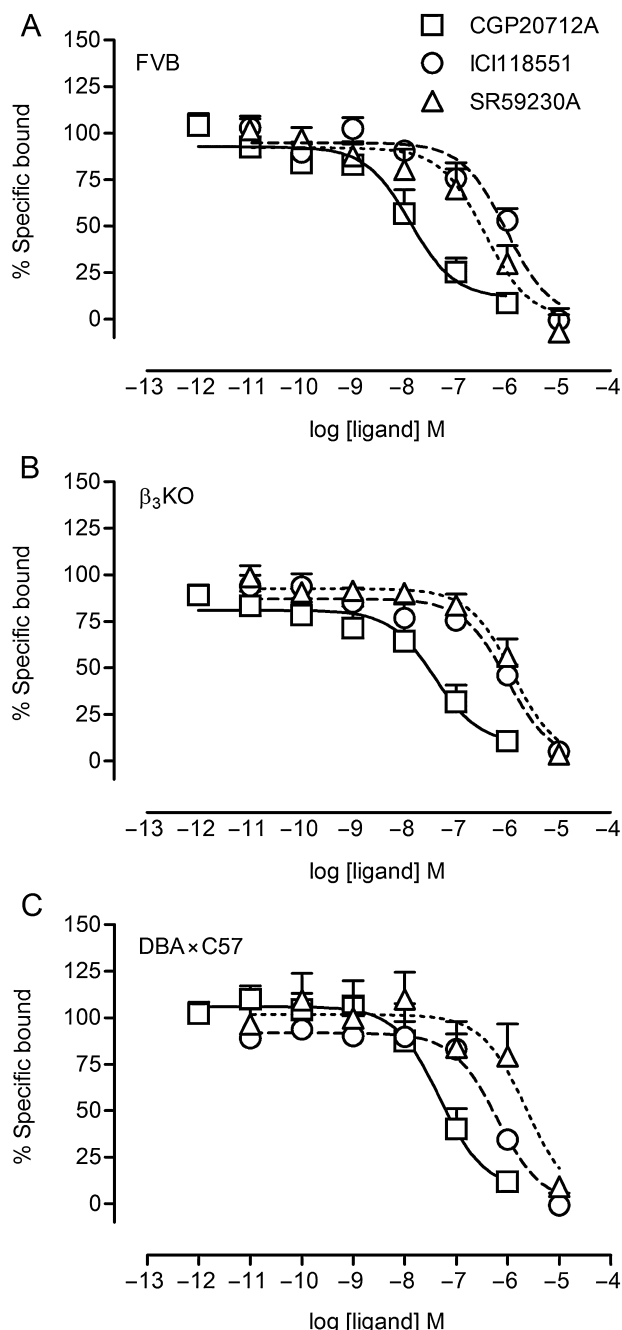 A
CGP20712A
ICI118551
SR59230A
FVB
150
125
100
75
50
25
0
% Specific bound
−13 −12 −11 −10 −9 −8 −7 −6 −5 −4
log [ligand] M
B
β₃KO
150
125
100
75
50
25
0
% Specific bound
−13 −12 −11 −10 −9 −8 −7 −6 −5 −4
log [ligand] M
C
DBA×C57
150
125
100
75
50
25
0
% Specific bound
−13 −12 −11 −10 −9 −8 −7 −6 −5 −4
log [ligand] M